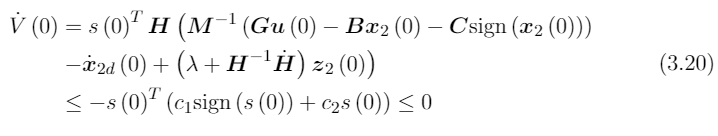 V̇ (0) = s (0)ᵀ H (M⁻¹ (Gu (0) − Bx₂ (0) − Csign (x₂ (0)))
−ẋ₂d (0) + (λ + H⁻¹Ḣ) z₂ (0)) (3.20)
≤ −s (0)ᵀ (c₁sign (s (0)) + c₂s (0)) ≤ 0